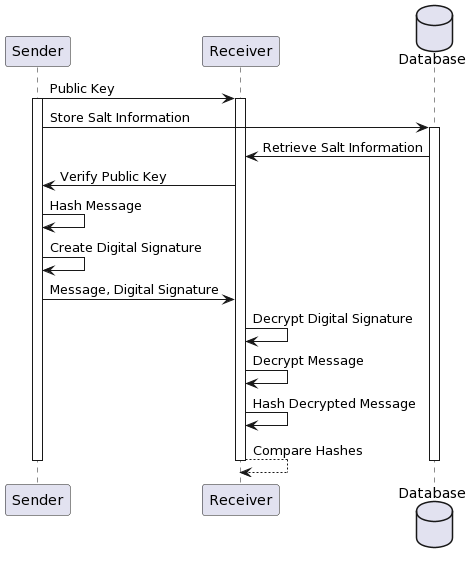 Sender
Receiver
Database
Public Key
Store Salt Information
Retrieve Salt Information
Verify Public Key
Hash Message
Create Digital Signature
Message, Digital Signature
Decrypt Digital Signature
Decrypt Message
Hash Decrypted Message
Compare Hashes
Sender
Receiver
Database